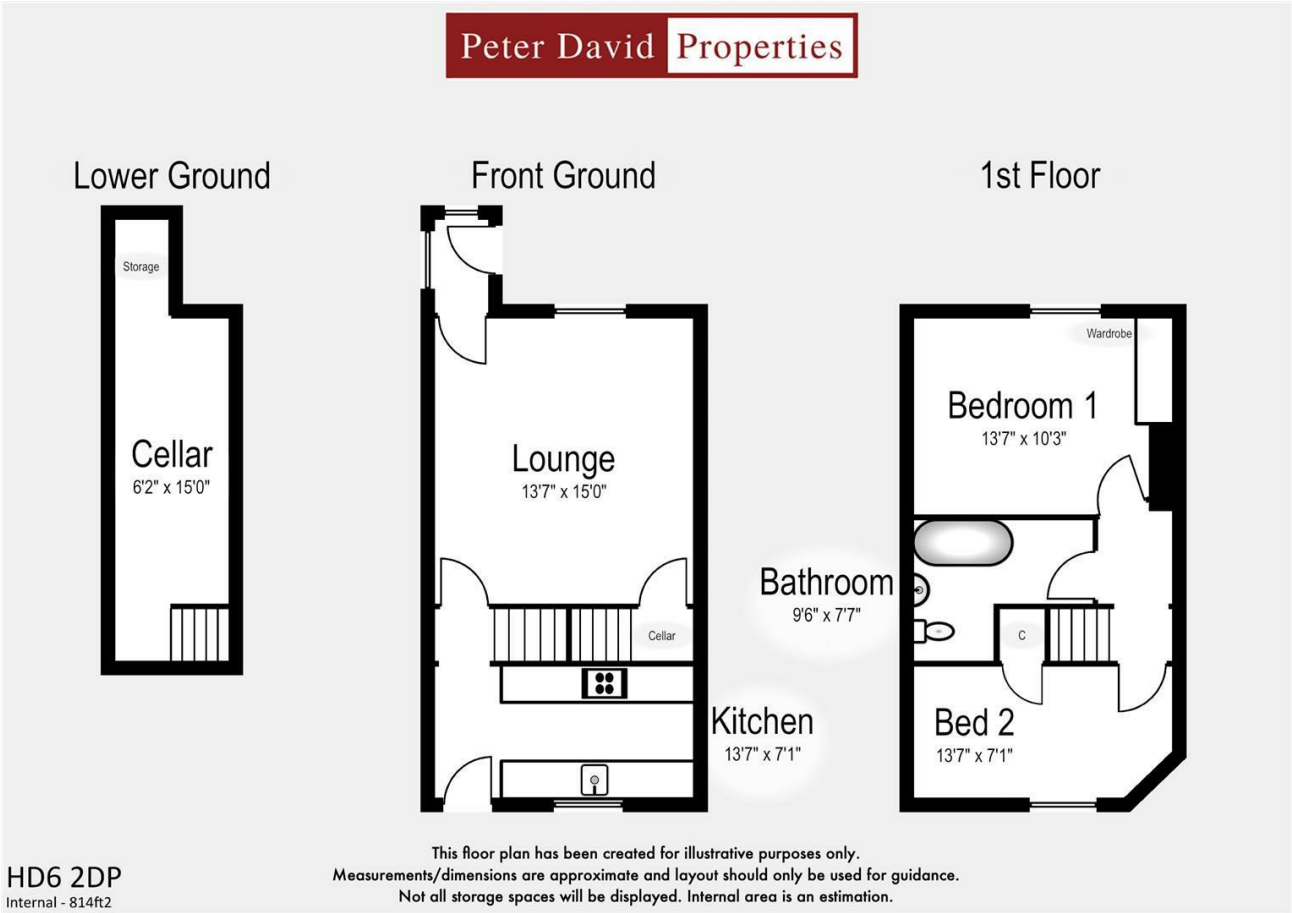 Peter David Properties
Lower Ground
Storage
Cellar
6'2" x 15'0"
Front Ground
Lounge
13'7" x 15'0"
Cellar
Kitchen
13'7" x 7'1"
1st Floor
Wardrobe
Bedroom 1
13'7" x 10'3"
Bathroom
9'6" x 7'7"
C
Bed 2
13'7" x 7'1"
This floor plan has been created for illustrative purposes only.
Measurements/dimensions are approximate and layout should only be used for guidance.
Not all storage spaces will be displayed. Internal area is an estimation.
HD6 2DP
Internal - 814ft2